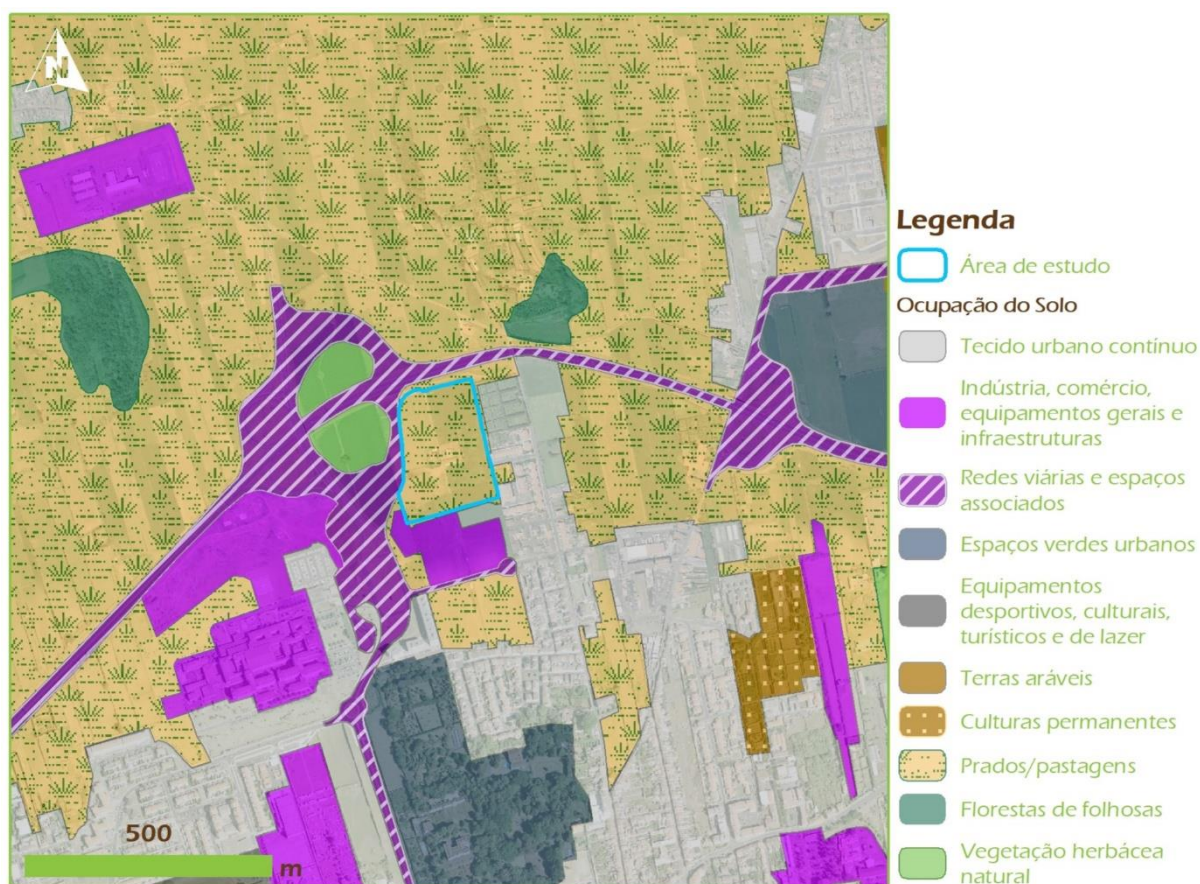 N
Legenda
Área de estudo
Ocupação do Solo
Tecido urbano contínuo
Indústria, comércio,
equipamentos gerais e
infraestruturas
Redes viárias e espaços
associados
Espaços verdes urbanos
Equipamentos
desportivos, culturais,
turísticos e de lazer
Terras aráveis
Culturas permanentes
Prados/pastagens
Florestas de folhosas
Vegetação herbácea
natural
500
m